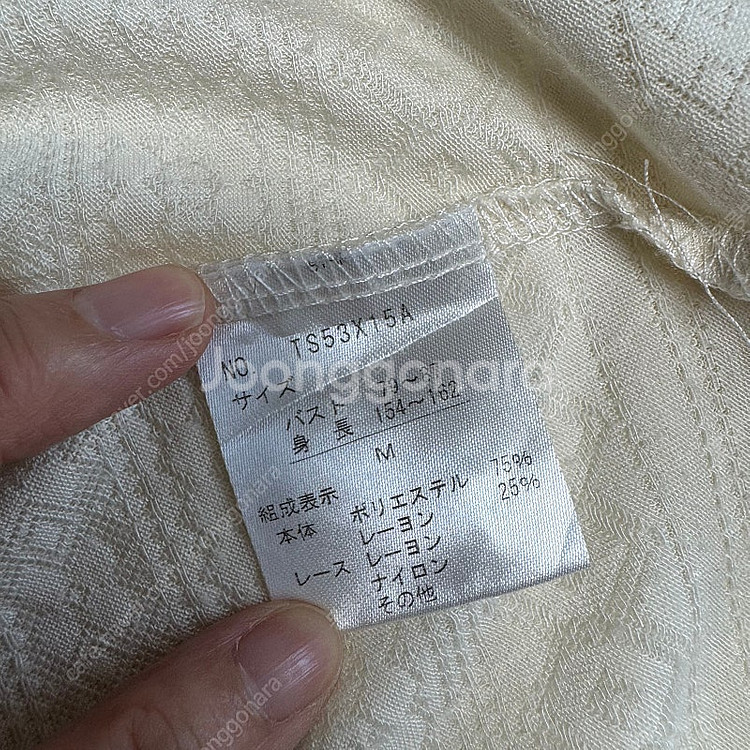 NO. TS53X15A
サイズ
バスト 79～
身 長 154～162
M
組成表示
本体 ポリエステル 75%
レーヨン 25%
レース レーヨン
ナイロン
その他
Joonggonara